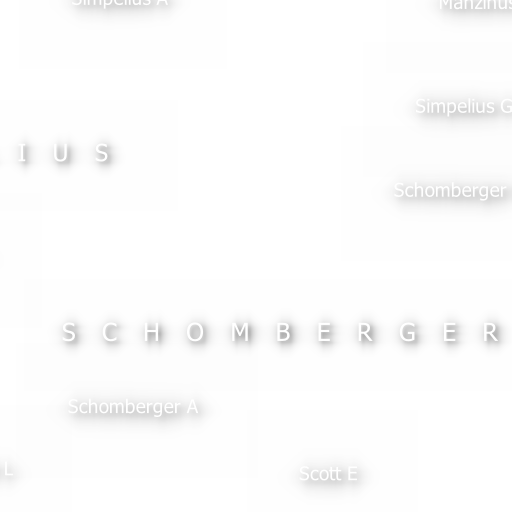 Simpelius A
Manzinus
Simpelius G
I U S
Schomberger
S C H O M B E R G E R
Schomberger A
L
Scott E